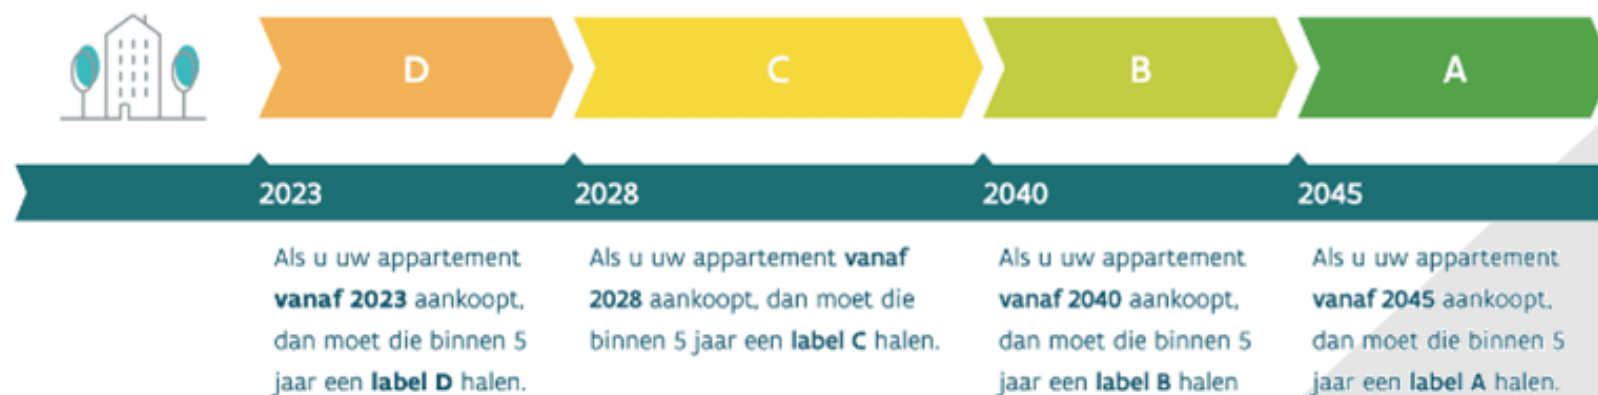 D
C
B
A
2023
2028
2040
2045
Als u uw appartement
vanaf 2023 aankoopt,
dan moet die binnen 5
jaar een label D halen.
Als u uw appartement vanaf
2028 aankoopt, dan moet die
binnen 5 jaar een label C halen.
Als u uw appartement
vanaf 2040 aankoopt,
dan moet die binnen 5
jaar een label B halen
Als u uw appartement
vanaf 2045 aankoopt,
dan moet die binnen 5
jaar een label A halen.